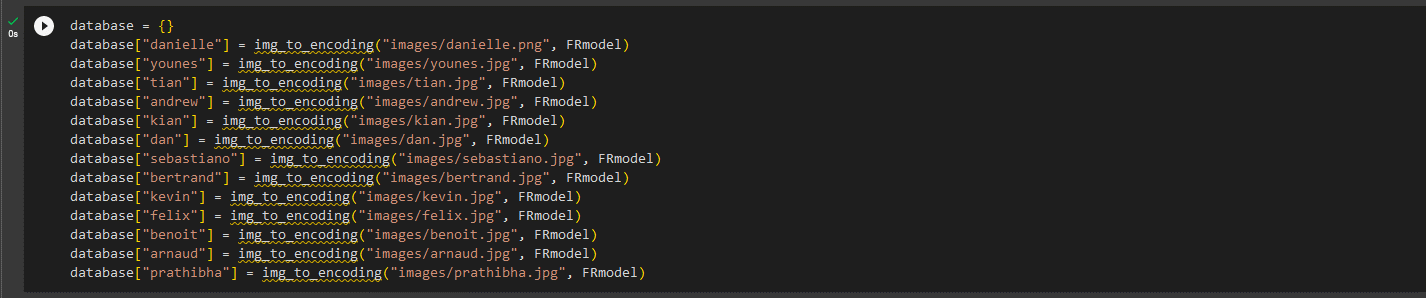 database = {}
database["danielle"] = img_to_encoding("images/danielle.png", FRmodel)
database["younes"] = img_to_encoding("images/younes.jpg", FRmodel)
database["tian"] = img_to_encoding("images/tian.jpg", FRmodel)
database["andrew"] = img_to_encoding("images/andrew.jpg", FRmodel)
database["kian"] = img_to_encoding("images/kian.jpg", FRmodel)
database["dan"] = img_to_encoding("images/dan.jpg", FRmodel)
database["sebastiano"] = img_to_encoding("images/sebastiano.jpg", FRmodel)
database["bertrand"] = img_to_encoding("images/bertrand.jpg", FRmodel)
database["kevin"] = img_to_encoding("images/kevin.jpg", FRmodel)
database["felix"] = img_to_encoding("images/felix.jpg", FRmodel)
database["benoit"] = img_to_encoding("images/benoit.jpg", FRmodel)
database["arnaud"] = img_to_encoding("images/arnaud.jpg", FRmodel)
database["prathibha"] = img_to_encoding("images/prathibha.jpg", FRmodel)
0s